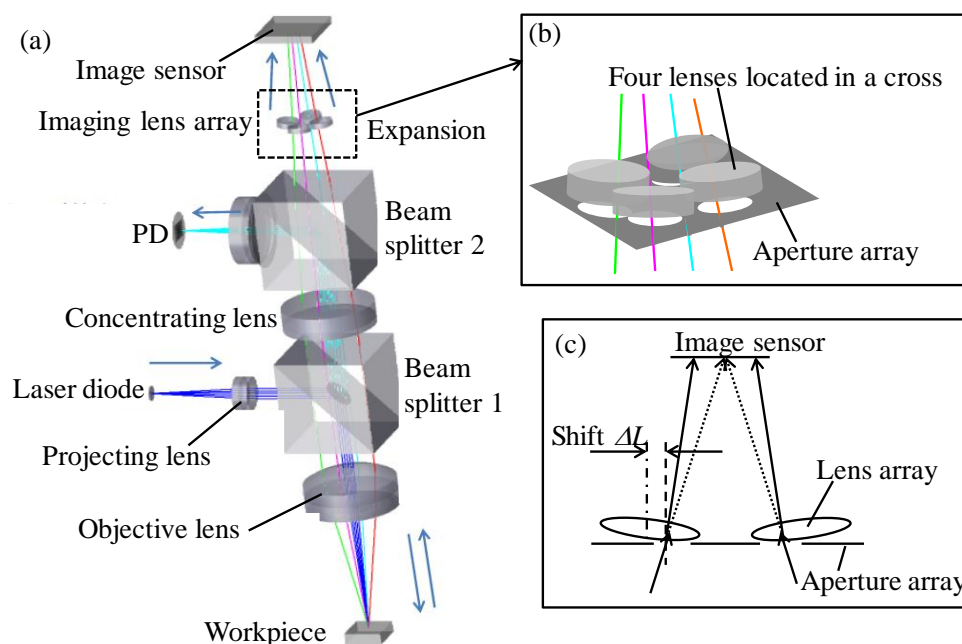 (a)
Image sensor
Imaging lens array
Expansion
PD
Beam
splitter 2
Concentrating lens
Laser diode
Beam
splitter 1
Projecting lens
Objective lens
Workpiece
(b)
Four lenses located in a cross
Aperture array
(c)
Image sensor
Shift ΔL
Lens array
Aperture array